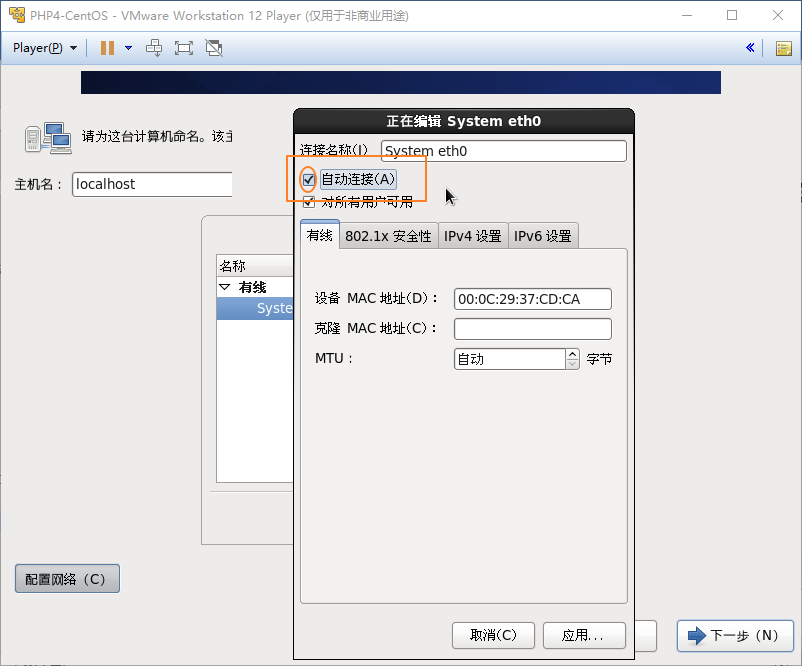 PHP4-CentOS - VMware Workstation 12 Player (仅用于非商业用途)
Player(P)
请为这台计算机命名。该主
主机名： localhost
正在编辑 System eth0
连接名称(I) System eth0
自动连接(A)
对所有用户可用
有线 802.1x 安全性 IPv4 设置 IPv6 设置
名称
有线
Syste
设备 MAC 地址(D)： 00:0C:29:37:CD:CA
克隆 MAC 地址(C)：
MTU： 自动 字节
配置网络（C）
取消(C) 应用... 下一步（N）